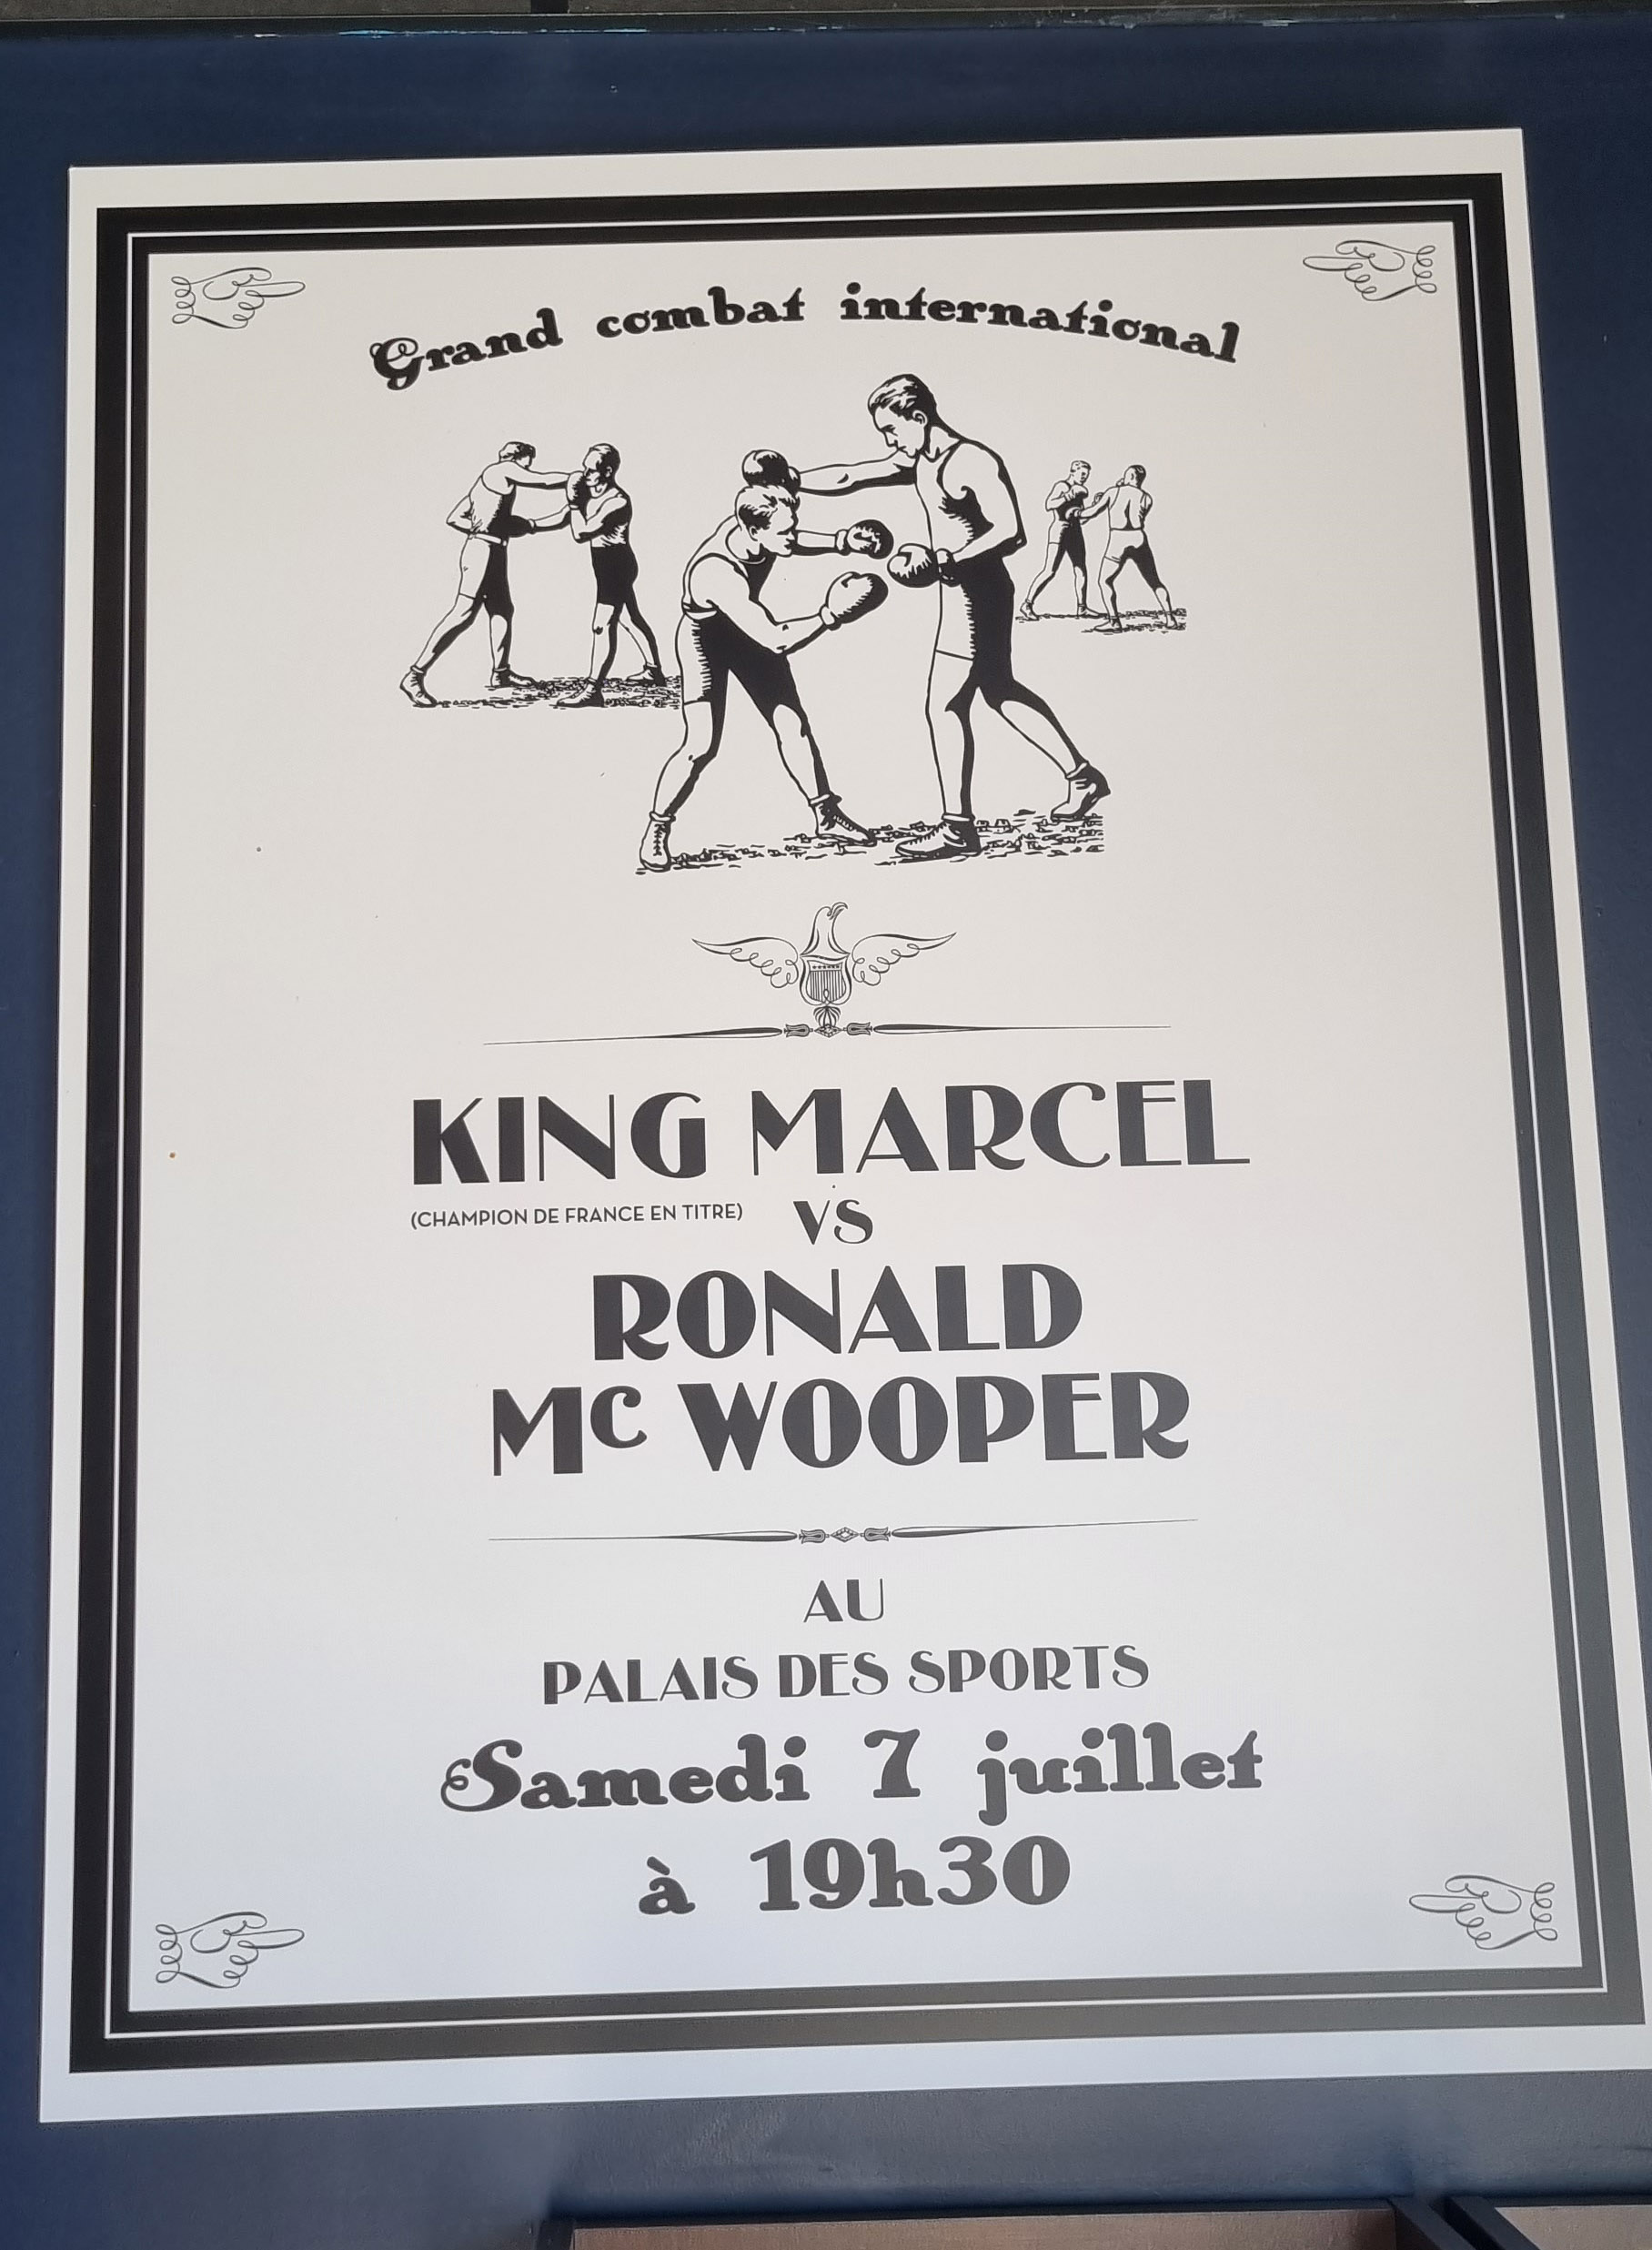 Grand combat international
KING MARCEL
(CHAMPION DE FRANCE EN TITRE) VS
RONALD
Mc WOOPER
AU
PALAIS DES SPORTS
Samedi 7 juillet
à 19h30